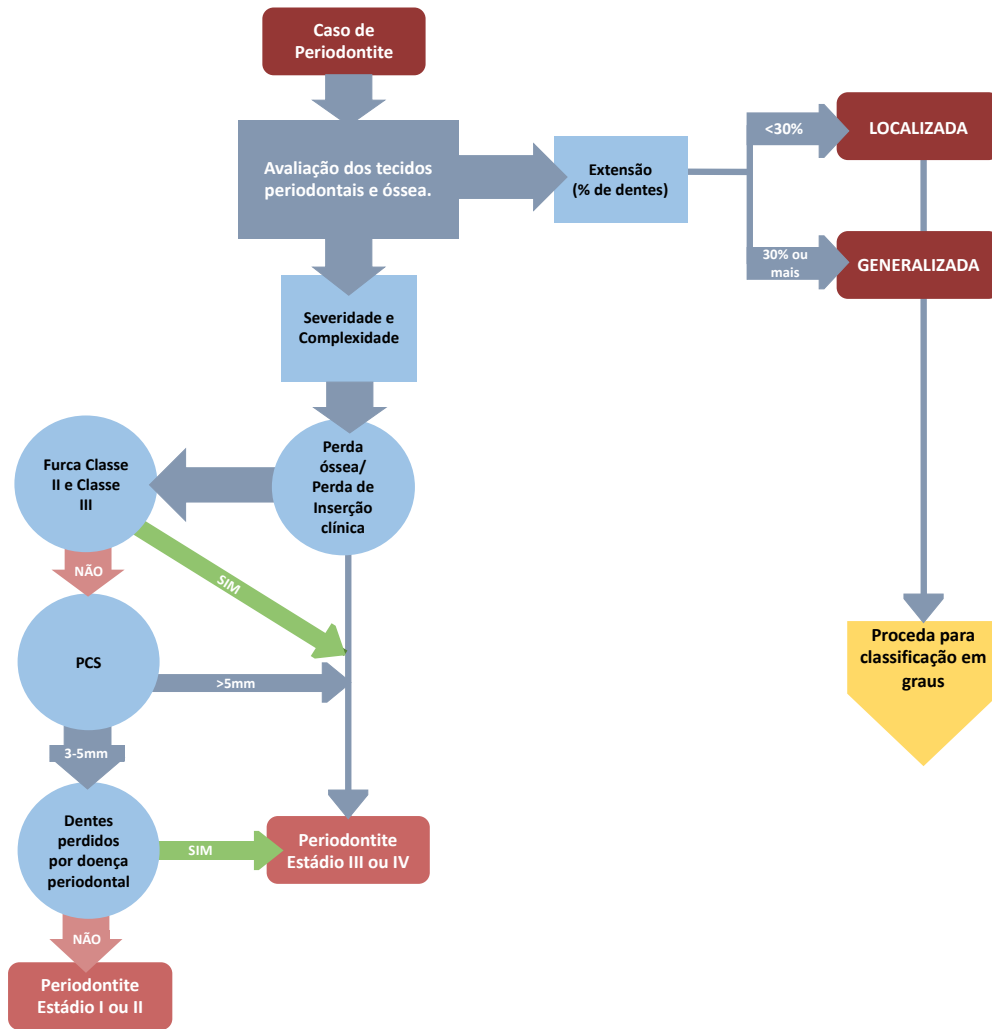 Caso de
Periodontite
Avaliação dos tecidos
periodontais e óssea.
Extensão
(% de dentes)
<30%
LOCALIZADA
30% ou
mais
GENERALIZADA
Severidade e
Complexidade
Perda
óssea/
Perda de
Inserção
clínica
Furca Classe
II e Classe
III
NÃO
SIM
PCS
>5mm
3-5mm
Proceda para
classificação em
graus
Dentes
perdidos
por doença
periodontal
SIM
Periodontite
Estádio III ou IV
NÃO
Periodontite
Estádio I ou II